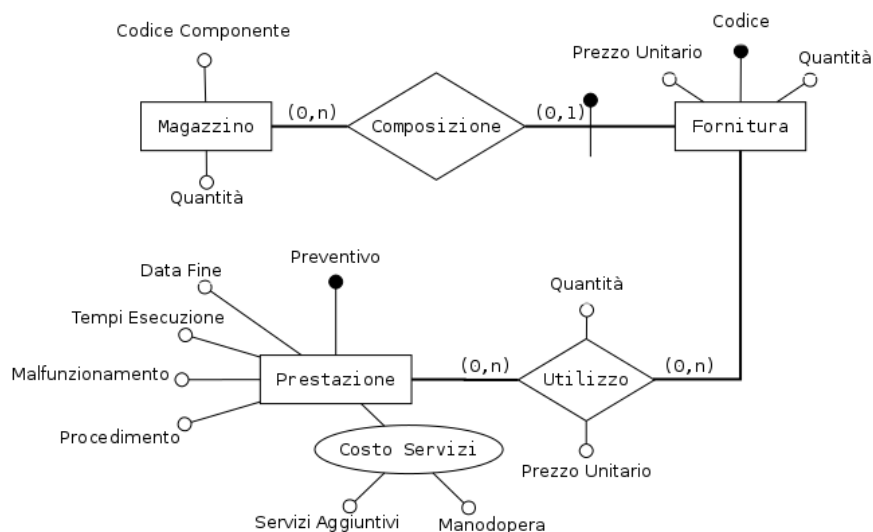 Codice Componente
Codice
Prezzo Unitario
Quantità
Magazzino
(0,n)
Composizione
(0,1)
Fornitura
Quantità
Preventivo
Data Fine
Quantità
Tempi Esecuzione
Malfunzionamento
Prestazione
(0,n)
Utilizzo
(0,n)
Procedimento
Costo Servizi
Prezzo Unitario
Servizi Aggiuntivi
Manodopera